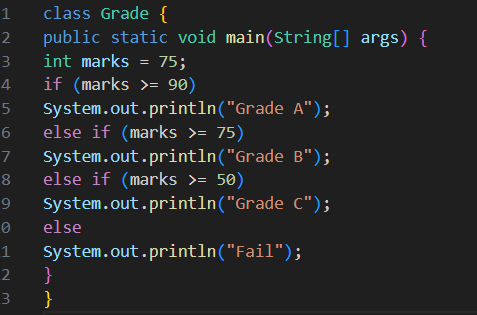 1 class Grade {
2 public static void main(String[] args) {
3 int marks = 75;
4 if (marks >= 90)
5 System.out.println("Grade A");
6 else if (marks >= 75)
7 System.out.println("Grade B");
8 else if (marks >= 50)
9 System.out.println("Grade C");
0 else
1 System.out.println("Fail");
2 }
3 }